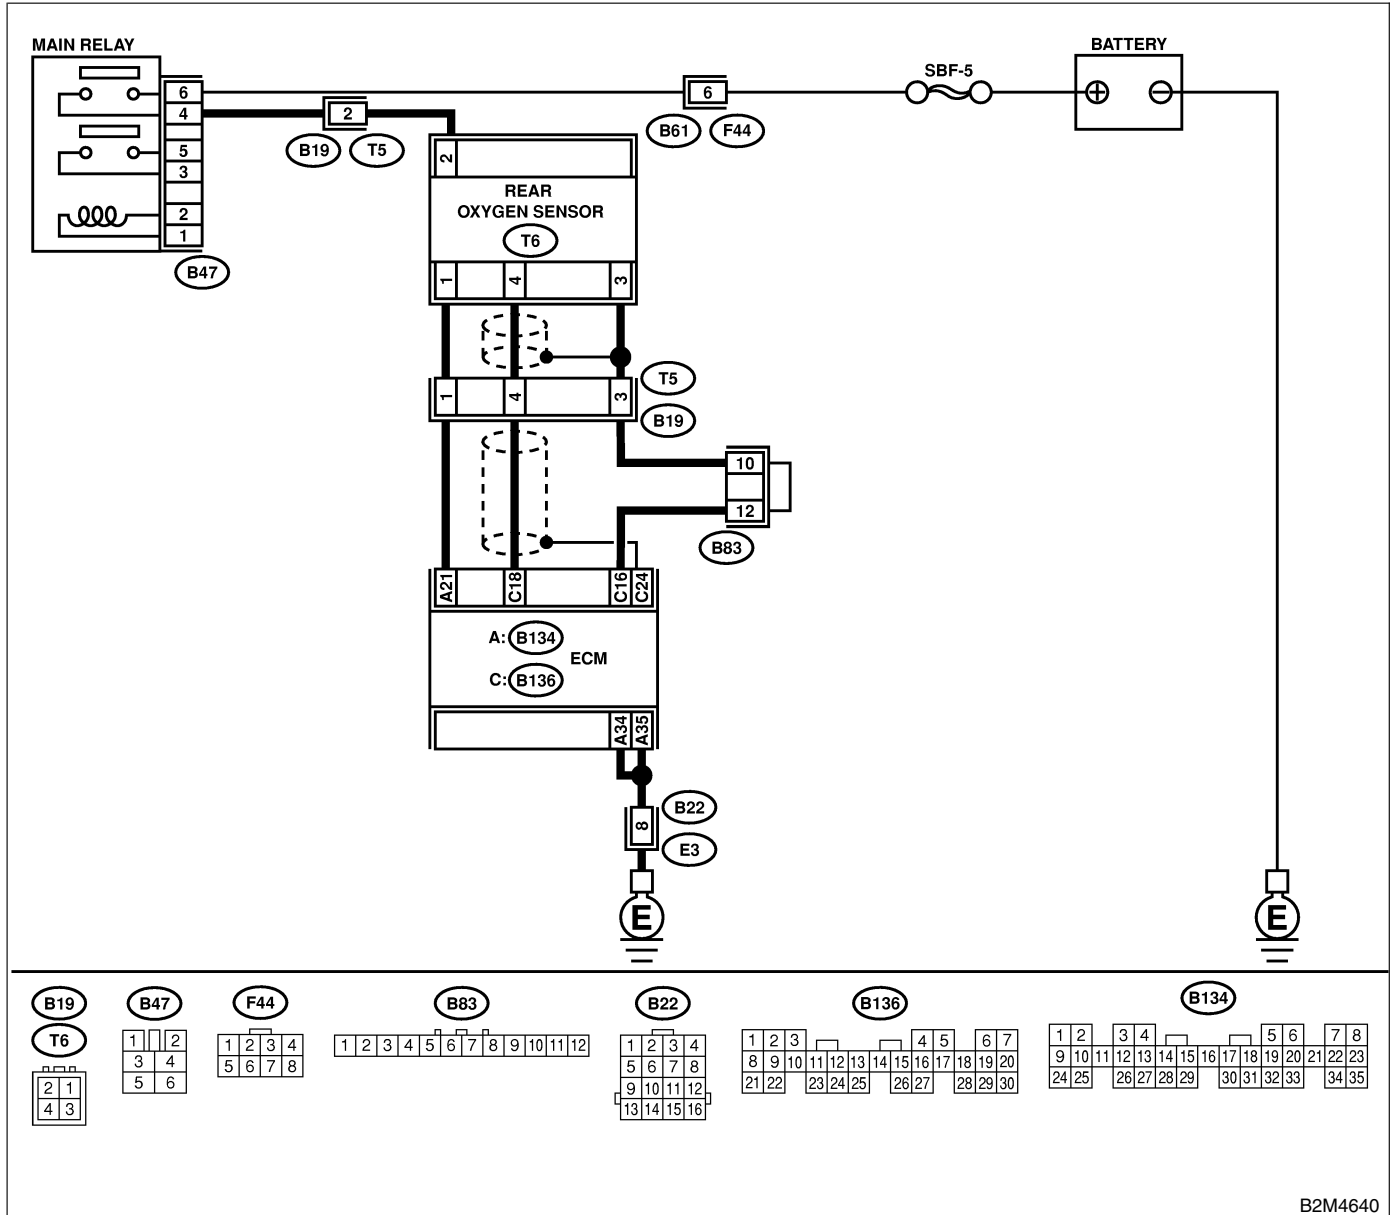 MAIN RELAY
BATTERY
SBF-5
6
4
5
3
2
1
B47
2
B19 T5
6
B61 F44
2
REAR
OXYGEN SENSOR
T6
1 4 3
T5
1 4 3
B19
10
12
B83
A21 C18 C16 C24
A: B134
ECM
C: B136
A34 A35
B22
8
E3
E
E
B19
T6
2 1
4 3
B47
1 2
3 4
5 6
F44
1 2 3 4
5 6 7 8
B83
1 2 3 4 5 6 7 8 9 10 11 12
B22
1 2 3 4
5 6 7 8
9 10 11 12
13 14 15 16
B136
1 2 3 4 5 6 7
8 9 10 11 12 13 14 15 16 17 18 19 20
21 22 23 24 25 26 27 28 29 30
B134
1 2 3 4 5 6 7 8
9 10 11 12 13 14 15 16 17 18 19 20 21 22 23
24 25 26 27 28 29 30 31 32 33 34 35
B2M4640